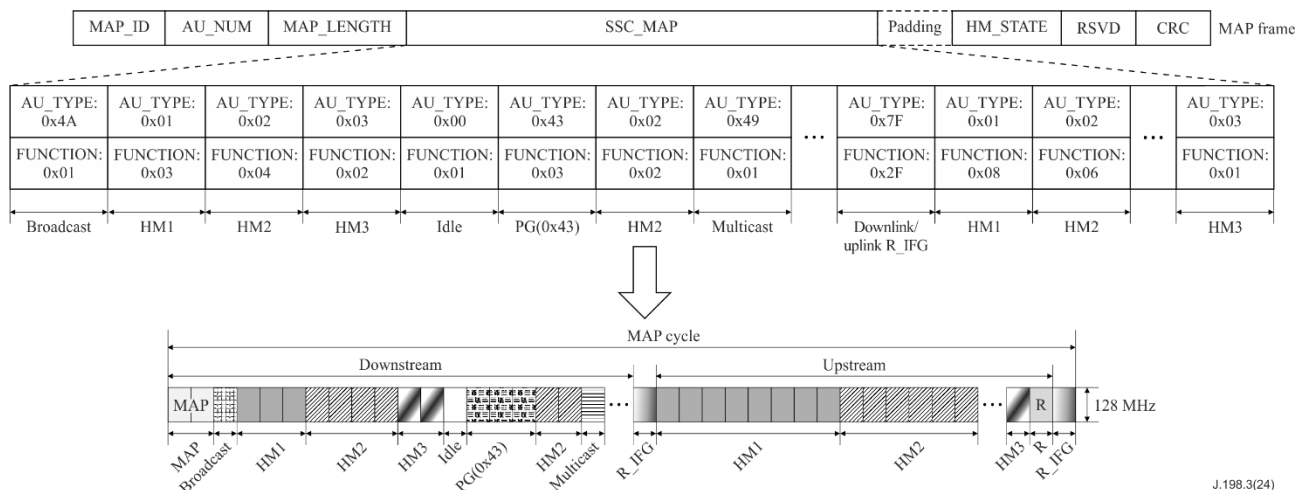 MAP_ID AU_NUM MAP_LENGTH SSC_MAP Padding HM_STATE RSVD CRC MAP frame
AU_TYPE: AU_TYPE: AU_TYPE: AU_TYPE: AU_TYPE: AU_TYPE: AU_TYPE: AU_TYPE: AU_TYPE: AU_TYPE: AU_TYPE: AU_TYPE:
0x4A 0x01 0x02 0x03 0x00 0x43 0x02 0x49 ... 0x7F 0x01 0x02 ... 0x03
FUNCTION: FUNCTION: FUNCTION: FUNCTION: FUNCTION: FUNCTION: FUNCTION: FUNCTION: FUNCTION: FUNCTION: FUNCTION: FUNCTION:
0x01 0x03 0x04 0x02 0x01 0x03 0x02 0x01 0x2F 0x08 0x06 0x01
Broadcast HM1 HM2 HM3 Idle PG(0x43) HM2 Multicast Downlink/ HM1 HM2 HM3
uplink R_IFG
MAP cycle
Downstream Upstream
MAP ... ... R 128 MHz
MAP Broadcast HM1 HM2 HM3 Idle PG(0x43) HM2 Multicast R_IFG HM1 HM2 HM3 R R_IFG
J.198.3(24)